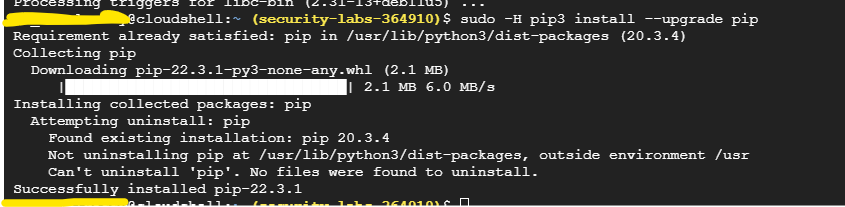 Processing triggers for libc-bin (2.31-13+deb11u5) ...
@cloudshell:~ (security-labs-364910)$ sudo -H pip3 install --upgrade pip
Requirement already satisfied: pip in /usr/lib/python3/dist-packages (20.3.4)
Collecting pip
Downloading pip-22.3.1-py3-none-any.whl (2.1 MB)
| | 2.1 MB 6.0 MB/s
Installing collected packages: pip
Attempting uninstall: pip
Found existing installation: pip 20.3.4
Not uninstalling pip at /usr/lib/python3/dist-packages, outside environment /usr
Can't uninstall 'pip'. No files were found to uninstall.
Successfully installed pip-22.3.1
@cloudshell:~ (security-labs-364910)$